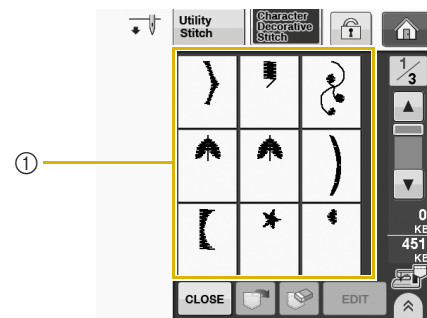 Utility
Stitch
Character
Decorative
Stitch
1/3
①
0
KB
451
KB
CLOSE
EDIT